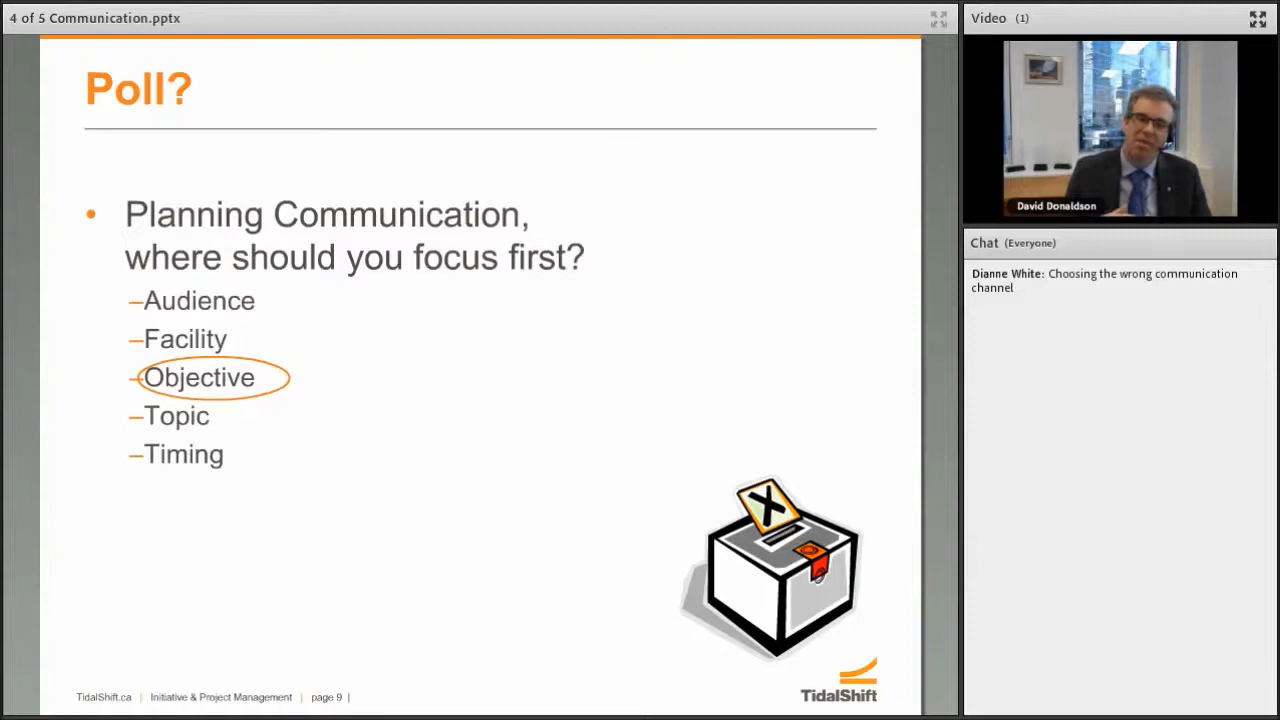 4 of 5 Communication.pptx
Poll?
• Planning Communication,
where should you focus first?
–Audience
–Facility
–Objective
–Topic
–Timing
X
TidalShift
TidalShift.ca | Initiative & Project Management | page 9 |
Video (1)
David Donaldson
Chat (Everyone)
Dianne White: Choosing the wrong communication
channel